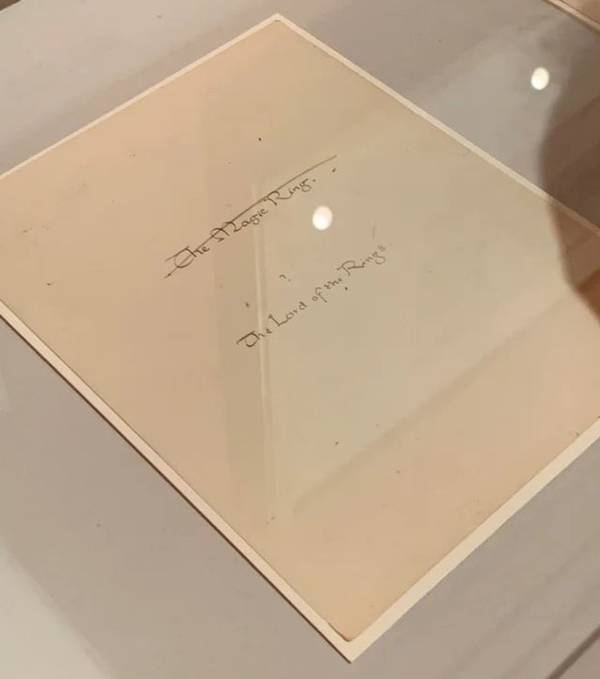 The Magic Ring.
?
The Lord of the Rings